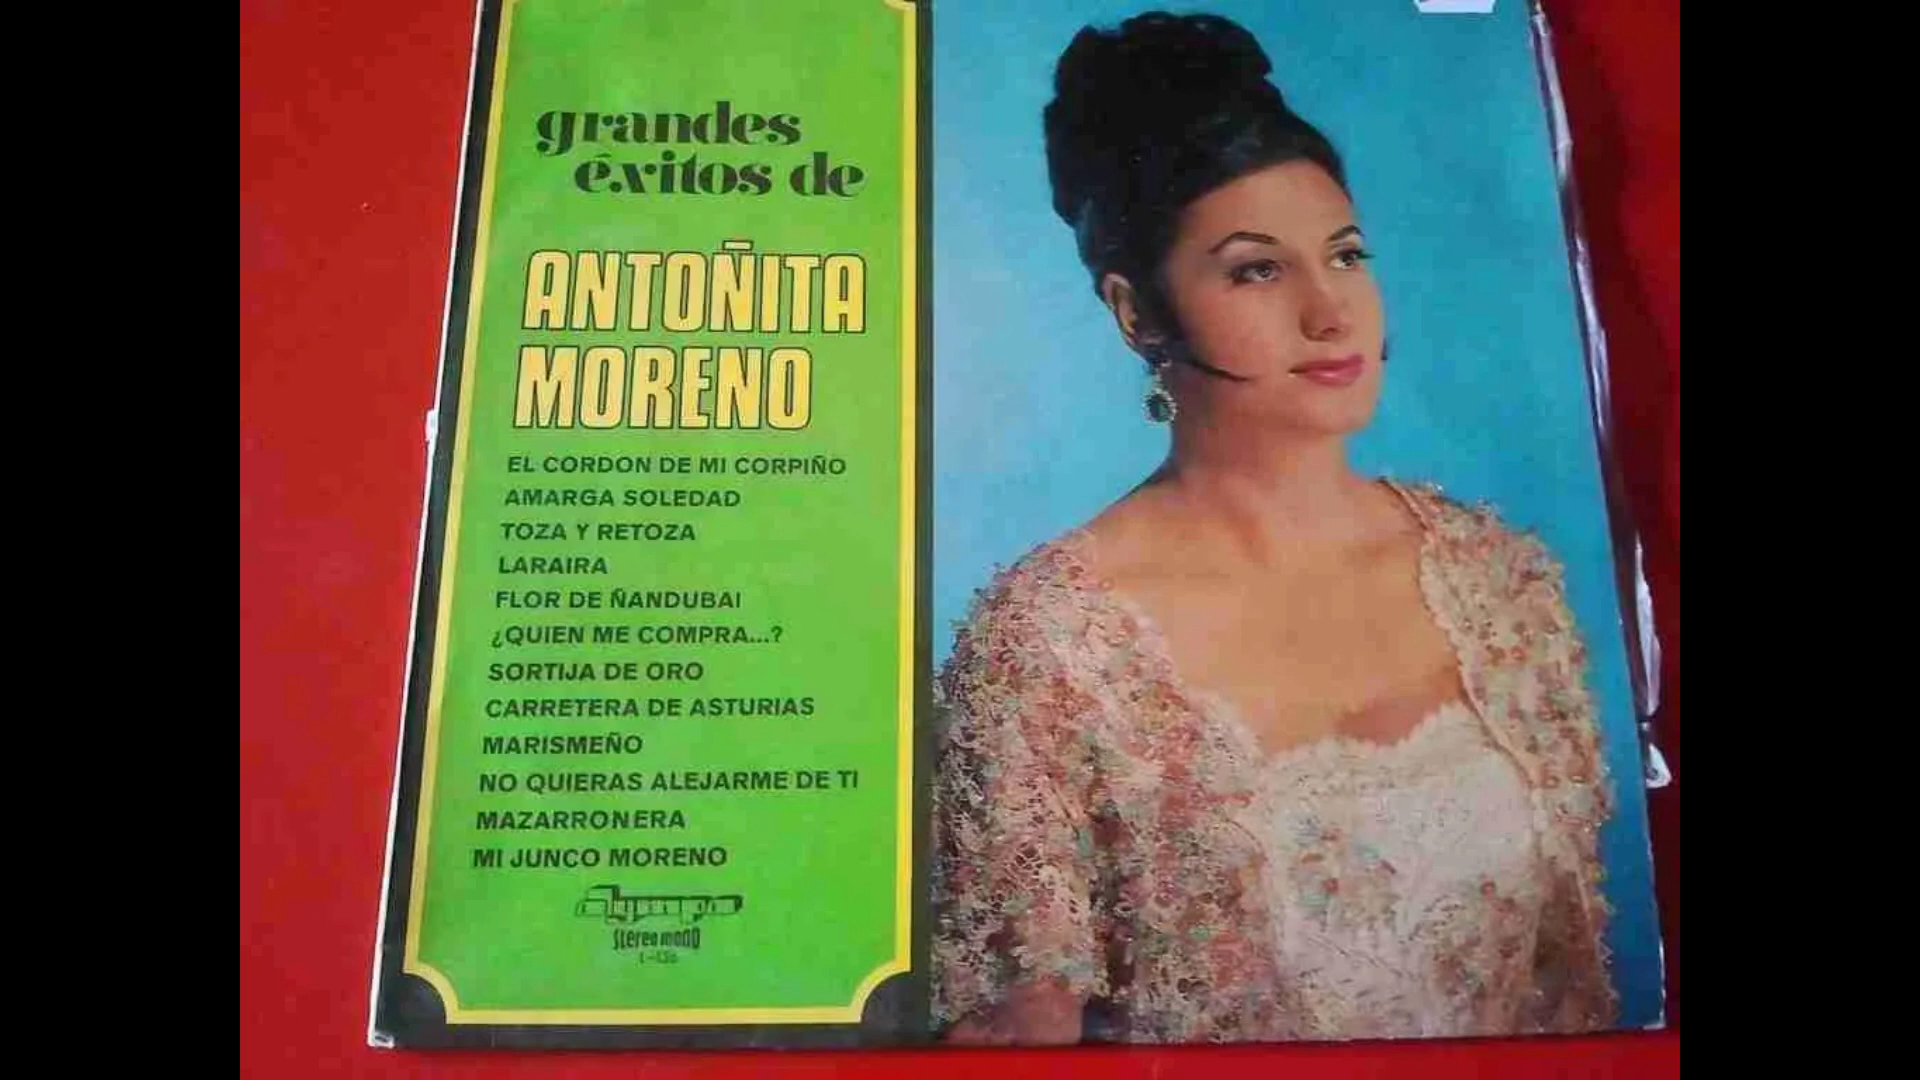 grandes
éxitos de
ANTOÑITA
MORENO
EL CORDON DE MI CORPIÑO
AMARGA SOLEDAD
TOZA Y RETOZA
LARAIRA
FLOR DE ÑANDUBAI
¿QUIEN ME COMPRA...?
SORTIJA DE ORO
CARRETERA DE ASTURIAS
MARISMEÑO
NO QUIERAS ALEJARME DE TI
MAZARRONERA
MI JUNCO MORENO
Olympo
Stereo mono